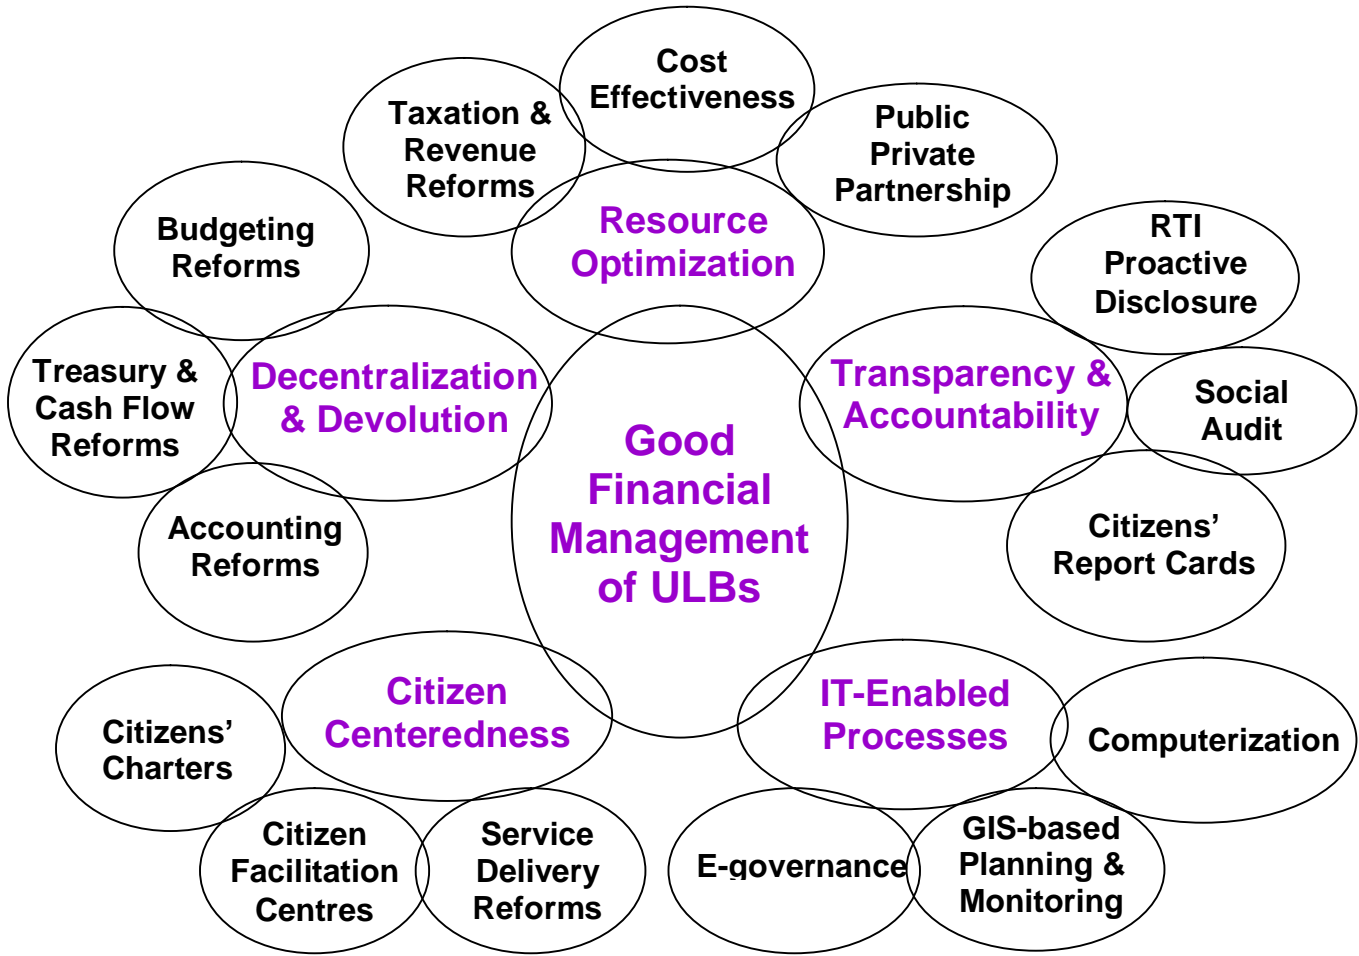 Cost
Effectiveness
Taxation &
Revenue
Reforms
Public
Private
Partnership
Resource
Optimization
Budgeting
Reforms
RTI
Proactive
Disclosure
Treasury &
Cash Flow
Reforms
Decentralization
& Devolution
Transparency &
Accountability
Social
Audit
Good
Financial
Management
of ULBs
Accounting
Reforms
Citizens’
Report Cards
Citizen
Centeredness
IT-Enabled
Processes
Citizens’
Charters
Computerization
Citizen
Facilitation
Centres
Service
Delivery
Reforms
E-governance
GIS-based
Planning &
Monitoring